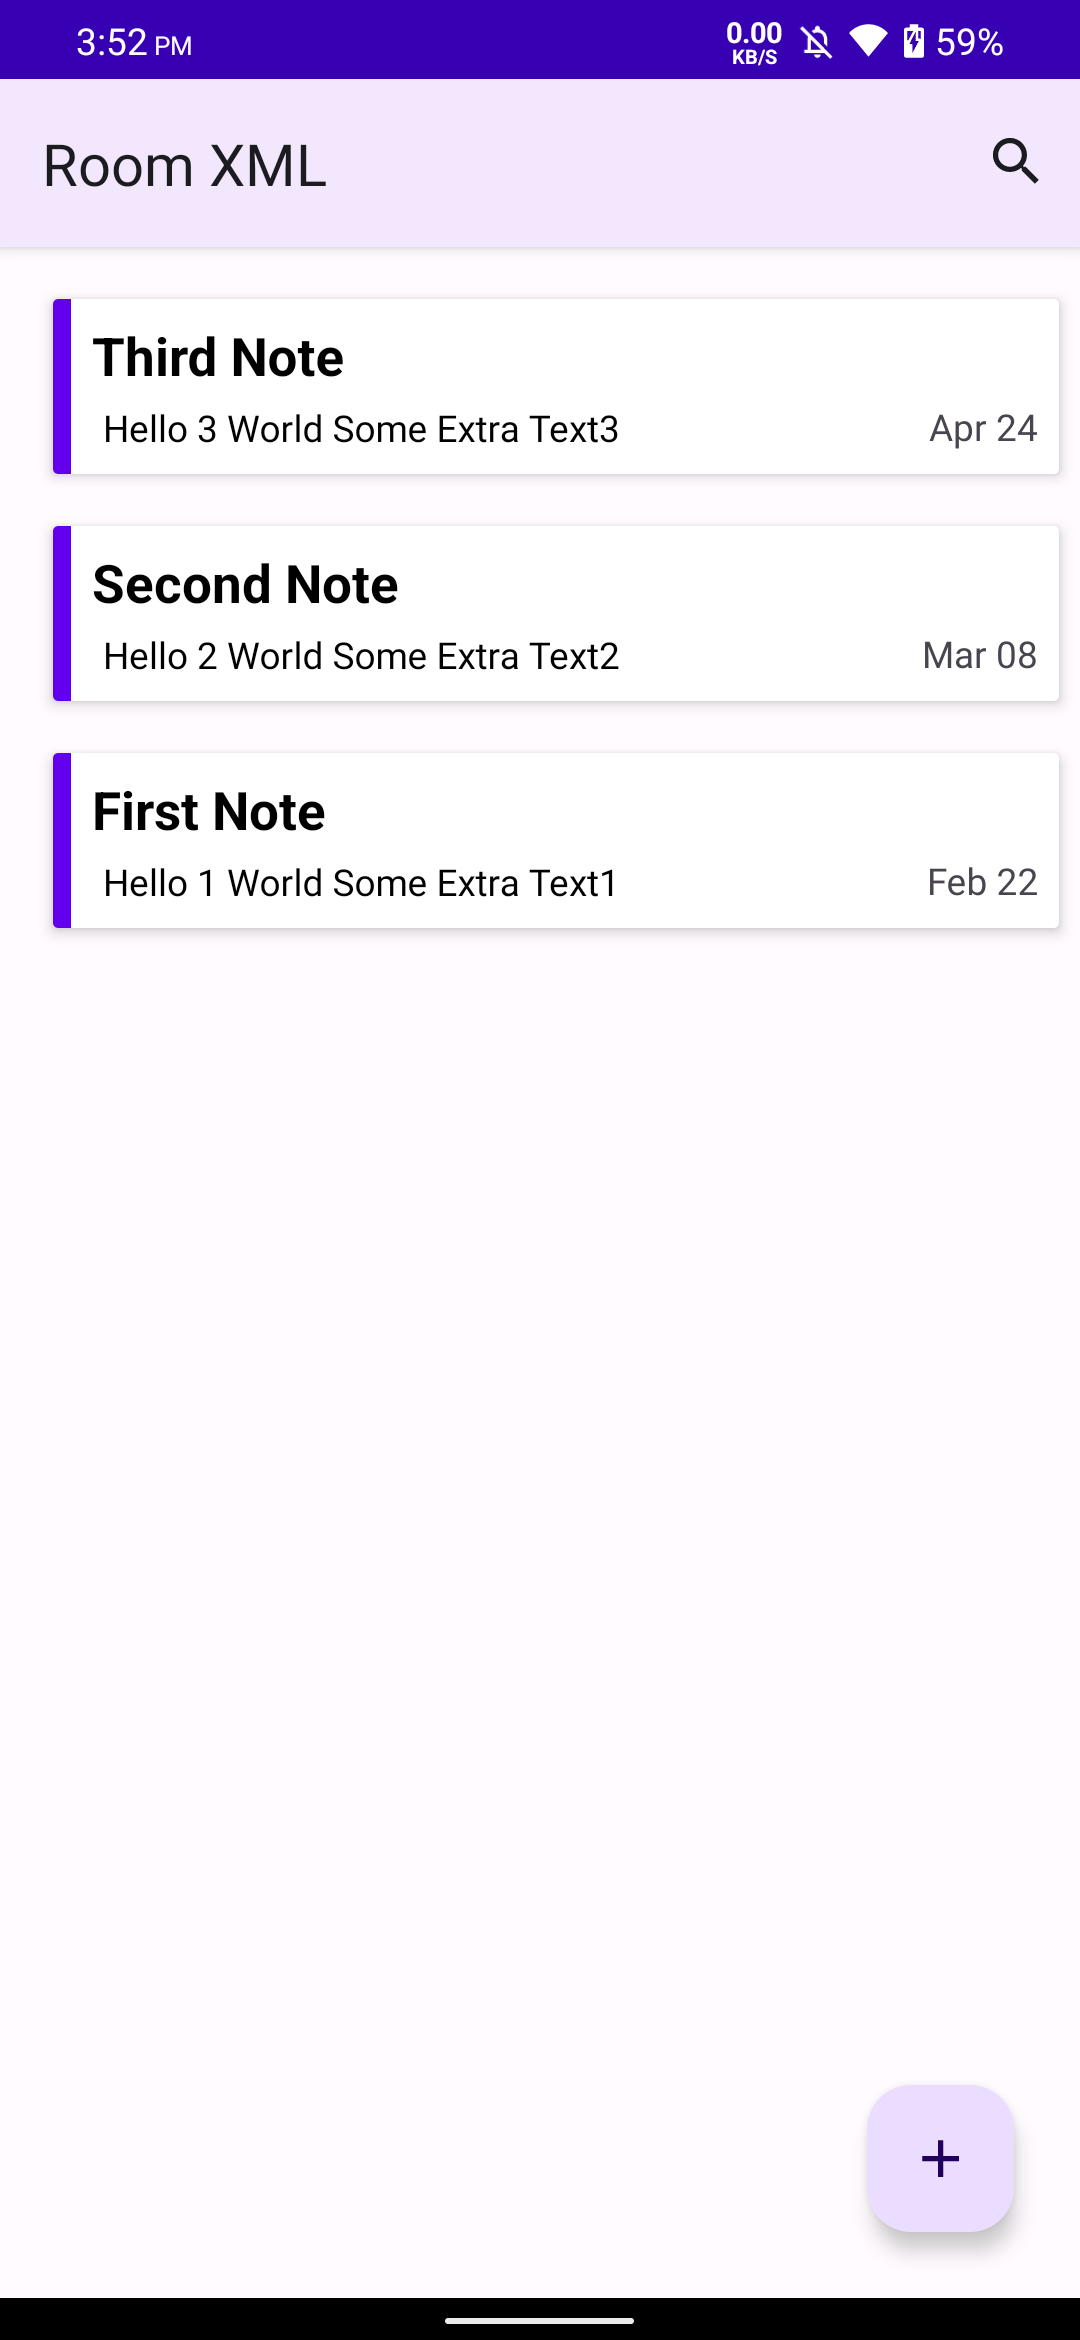 3:52 PM 0.00 KB/S 59%
Room XML
Third Note
Hello 3 World Some Extra Text3 Apr 24
Second Note
Hello 2 World Some Extra Text2 Mar 08
First Note
Hello 1 World Some Extra Text1 Feb 22